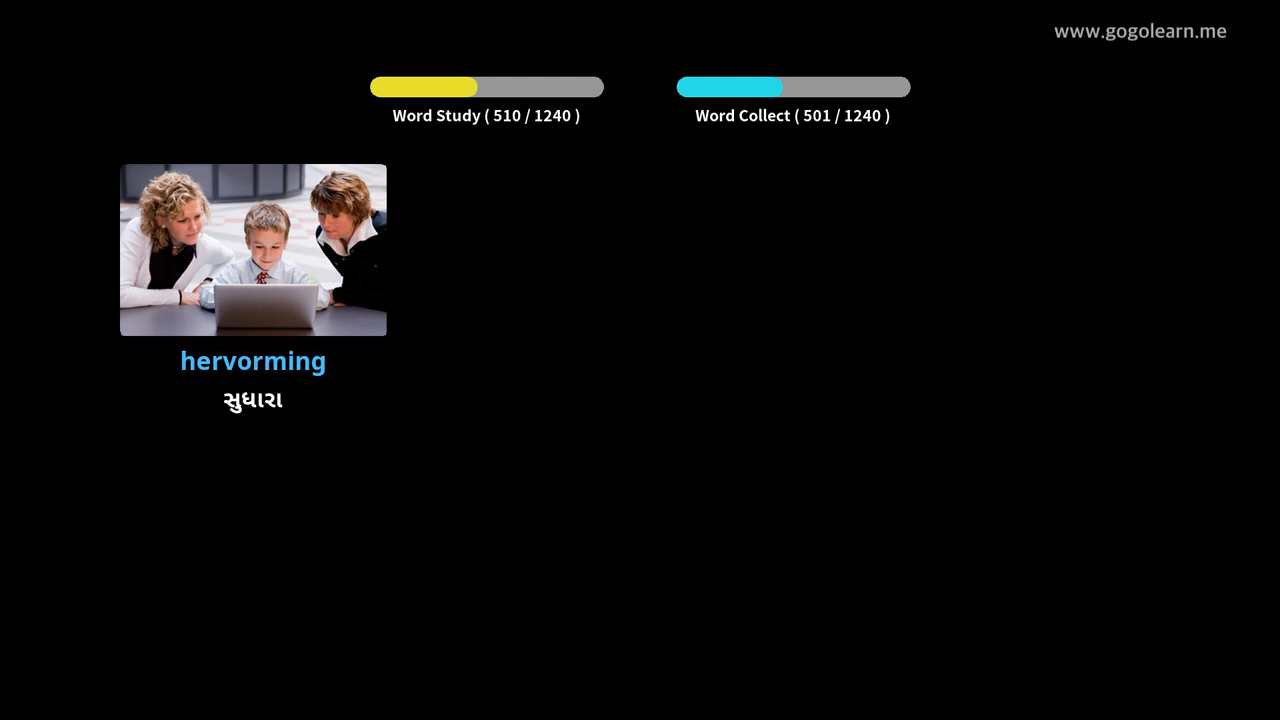 www.gogolearn.me
Word Study ( 510 / 1240 )
Word Collect ( 501 / 1240 )
hervorming
સુધારા